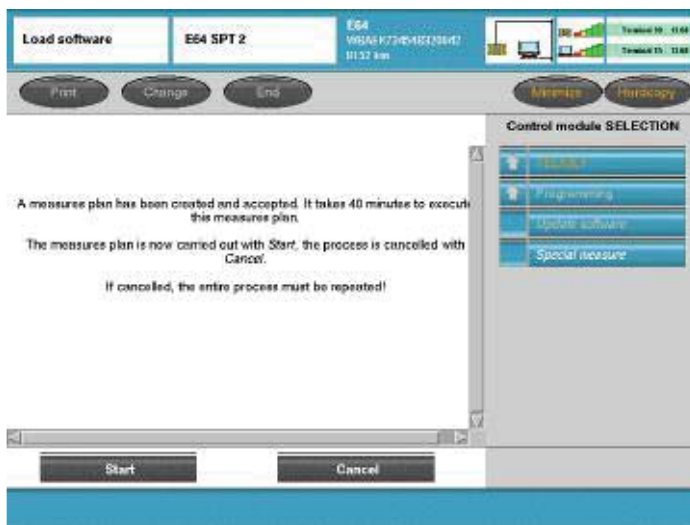 Load software
E64 SPT 2
E64
km
Print
Change
End
Minimize
Hardcopy
Control module SELECTION
Programming
Update software
Special measure
A measures plan has been created and accepted. It takes 40 minutes to execute
this measures plan.
The measures plan is now carried out with Start, the process is cancelled with
Cancel.
If cancelled, the entire process must be repeated!
Start
Cancel